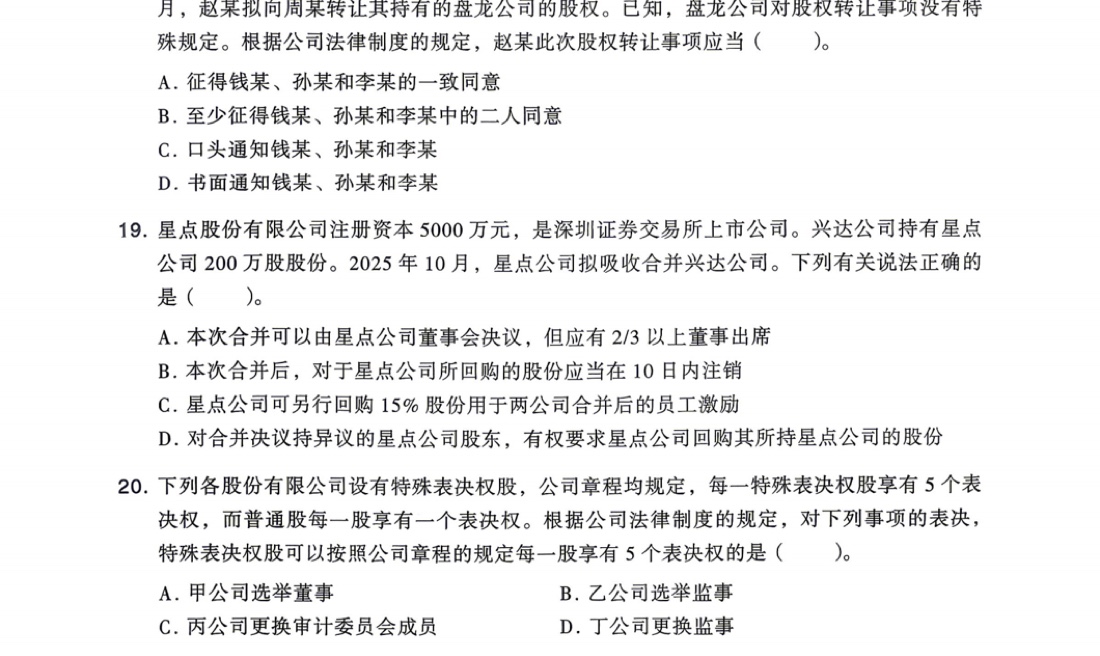 月，赵某拟向周某转让其持有的盘龙公司的股权。已知，盘龙公司对股权转让事项没有特
殊规定。根据公司法律制度的规定，赵某此次股权转让事项应当（　　）。
A. 征得钱某、孙某和李某的一致同意
B. 至少征得钱某、孙某和李某中的二人同意
C. 口头通知钱某、孙某和李某
D. 书面通知钱某、孙某和李某
19. 星点股份有限公司注册资本 5000 万元，是深圳证券交易所上市公司。兴达公司持有星点
公司 200 万股股份。2025 年 10 月，星点公司拟吸收合并兴达公司。下列有关说法正确的
是（　　）。
A. 本次合并可以由星点公司董事会决议，但应有 2/3 以上董事出席
B. 本次合并后，对于星点公司所回购的股份应当在 10 日内注销
C. 星点公司可另行回购 15% 股份用于两公司合并后的员工激励
D. 对合并决议持异议的星点公司股东，有权要求星点公司回购其所持星点公司的股份
20. 下列各股份有限公司设有特殊表决权股，公司章程均规定，每一特殊表决权股享有 5 个表
决权，而普通股每一股享有一个表决权。根据公司法律制度的规定，对下列事项的表决，
特殊表决权股可以按照公司章程的规定每一股享有 5 个表决权的是（　　）。
A. 甲公司选举董事　　B. 乙公司选举监事
C. 丙公司更换审计委员会成员　　D. 丁公司更换监事